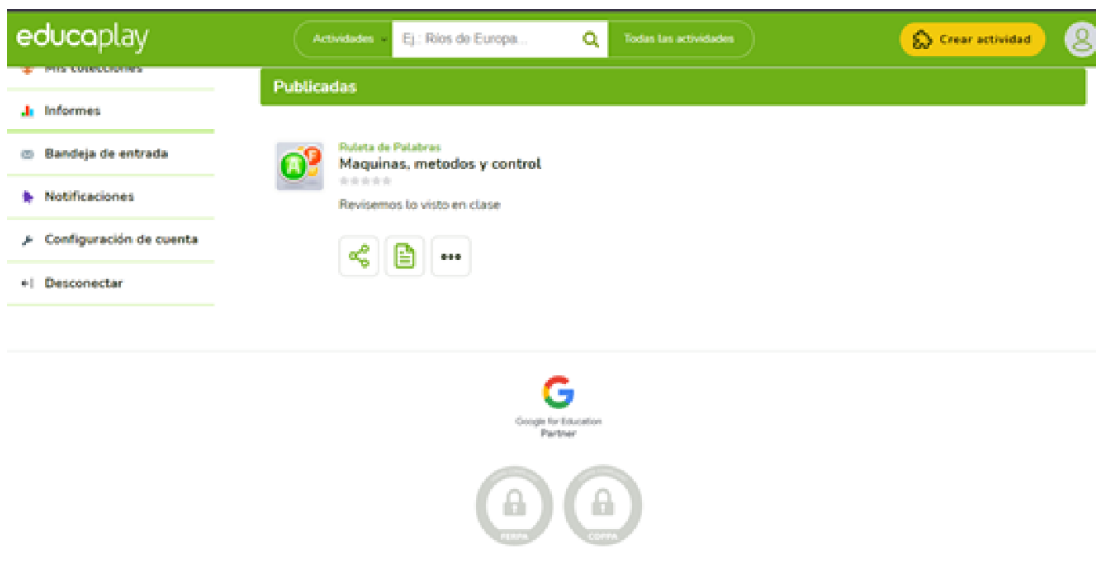 educaplay
Actividades
Ej.: Ríos de Europa...
Todas las actividades
Crear actividad
Mis colecciones
Informes
Bandeja de entrada
Notificaciones
Configuración de cuenta
Desconectar
Publicadas
Ruleta de Palabras
Maquinas, metodos y control
Revisemos lo visto en clase
Google for Education
Partner
FERPA
COPPA